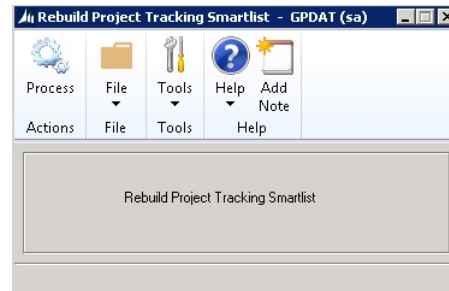 Rebuild Project Tracking Smartlist - GPDAT (sa)
Process File Tools Help Add Note
Actions File Tools Help
Rebuild Project Tracking Smartlist